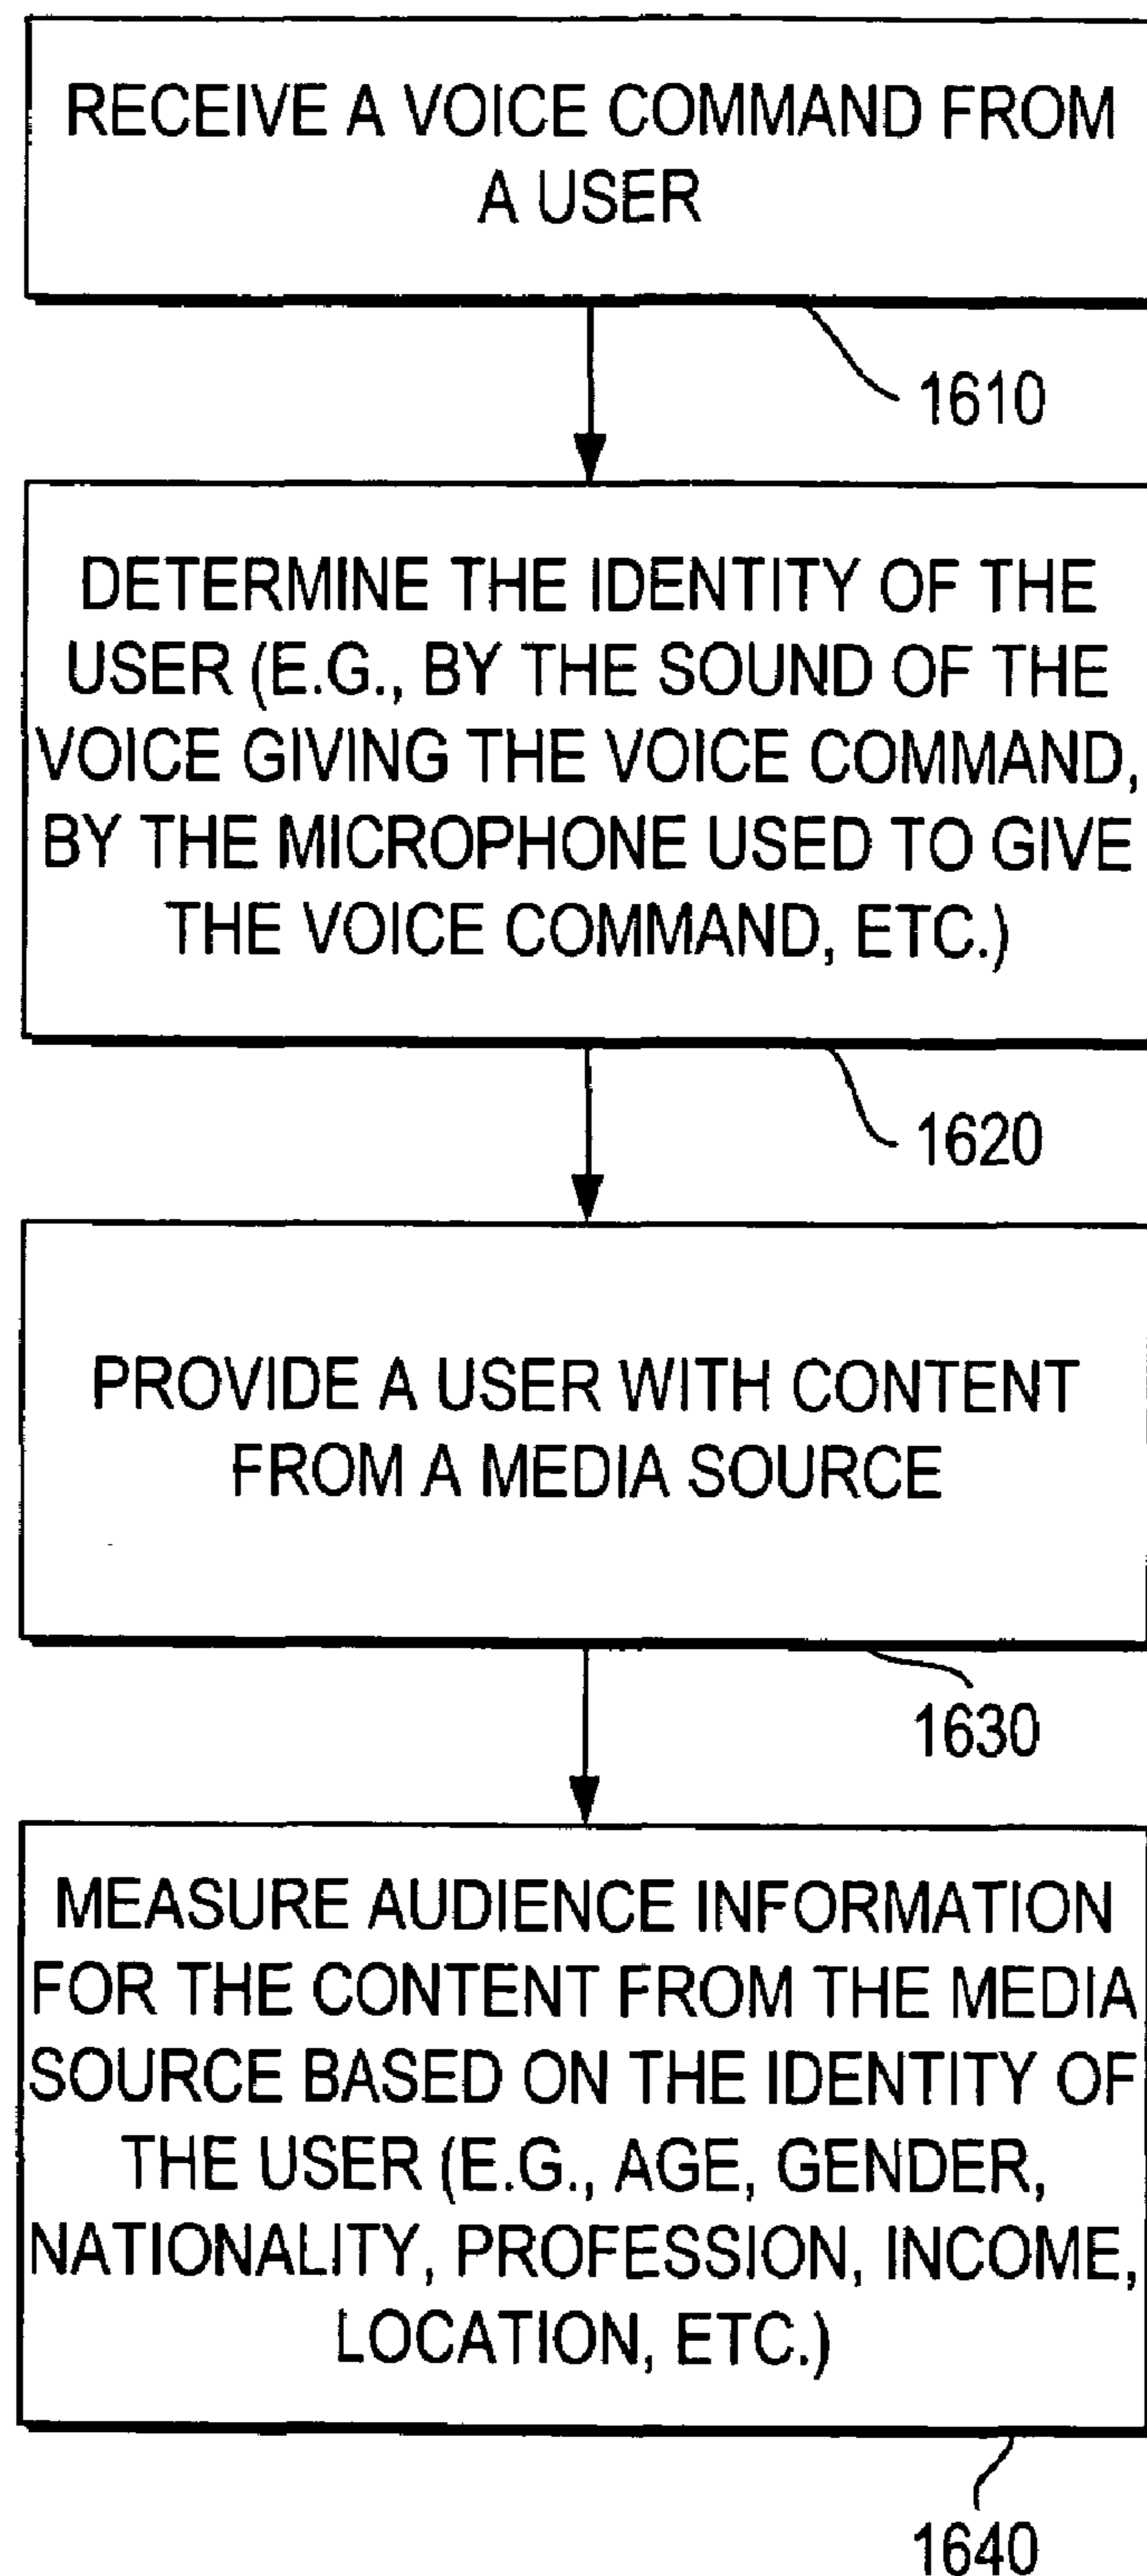 RECEIVE A VOICE COMMAND FROM
A USER
1610
DETERMINE THE IDENTITY OF THE
USER (E.G., BY THE SOUND OF THE
VOICE GIVING THE VOICE COMMAND,
BY THE MICROPHONE USED TO GIVE
THE VOICE COMMAND, ETC.)
1620
PROVIDE A USER WITH CONTENT
FROM A MEDIA SOURCE
1630
MEASURE AUDIENCE INFORMATION
FOR THE CONTENT FROM THE MEDIA
SOURCE BASED ON THE IDENTITY OF
THE USER (E.G., AGE, GENDER,
NATIONALITY, PROFESSION, INCOME,
LOCATION, ETC.)
1640